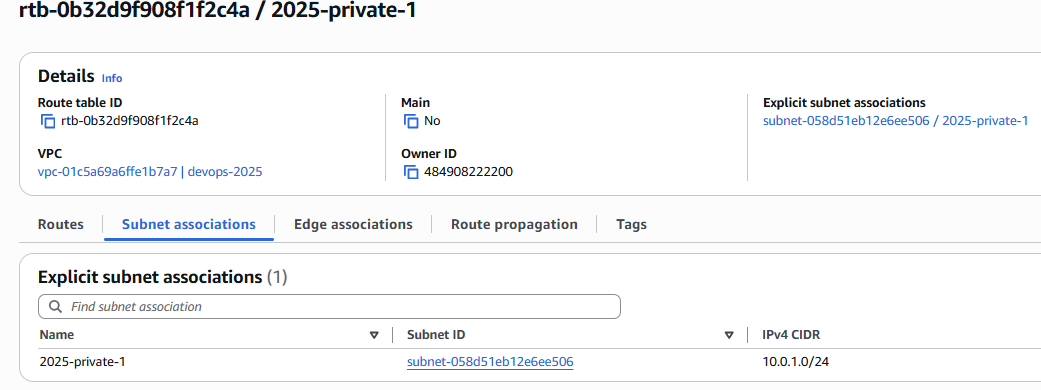 rtb-0b32d9f908f1f2c4a / 2025-private-1
Details Info
Route table ID
rtb-0b32d9f908f1f2c4a
Main
No
Explicit subnet associations
subnet-058d51eb12e6ee506 / 2025-private-1
VPC
vpc-01c5a69a6ffe1b7a7 | devops-2025
Owner ID
484908222200
Routes Subnet associations Edge associations Route propagation Tags
Explicit subnet associations (1)
Find subnet association
Name Subnet ID IPv4 CIDR
2025-private-1 subnet-058d51eb12e6ee506 10.0.1.0/24